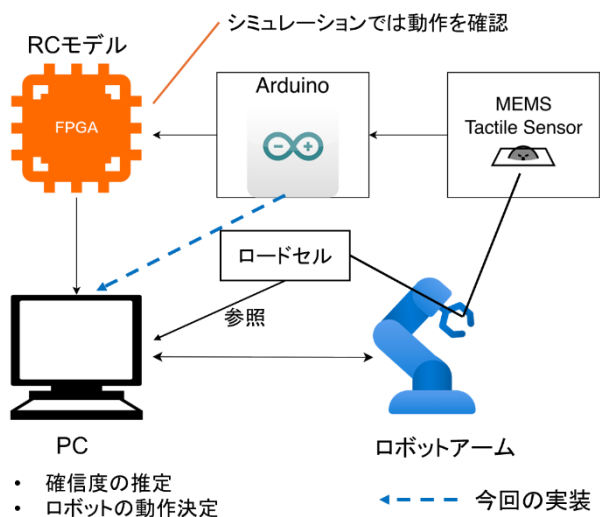 シミュレーションでは動作を確認
RCモデル
FPGA
Arduino
MEMS
Tactile Sensor
ロードセル
参照
PC
ロボットアーム
• 確信度の推定
• ロボットの動作決定
今回の実装